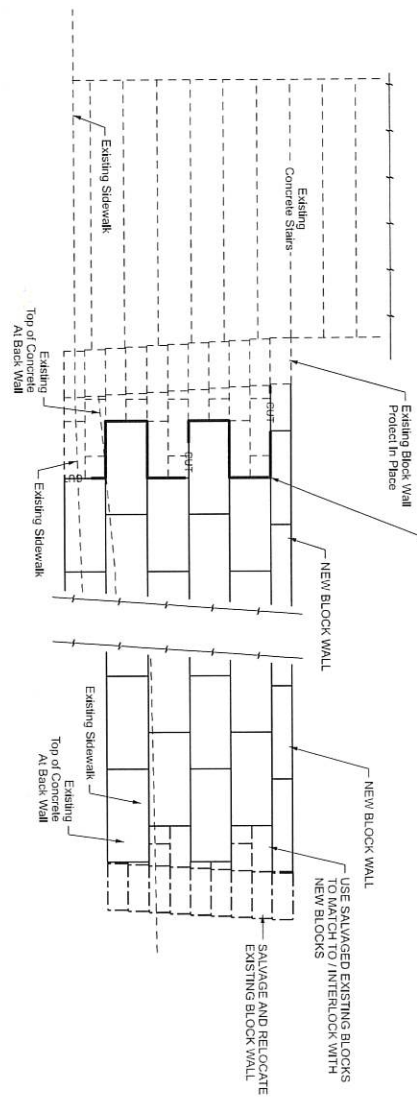 Existing Sidewalk
Existing
Concrete Stairs
Existing
Top of Concrete
At Back Wall
Existing Block Wall
Protect In Place
CUT
CUT
Existing Sidewalk
NEW BLOCK WALL
NEW BLOCK WALL
Existing Sidewalk
Existing
Top of Concrete
At Back Wall
USE SALVAGED EXISTING BLOCKS
TO MATCH TO / INTERLOCK WITH
NEW BLOCKS
SALVAGE AND RELOCATE
EXISTING BLOCK WALL